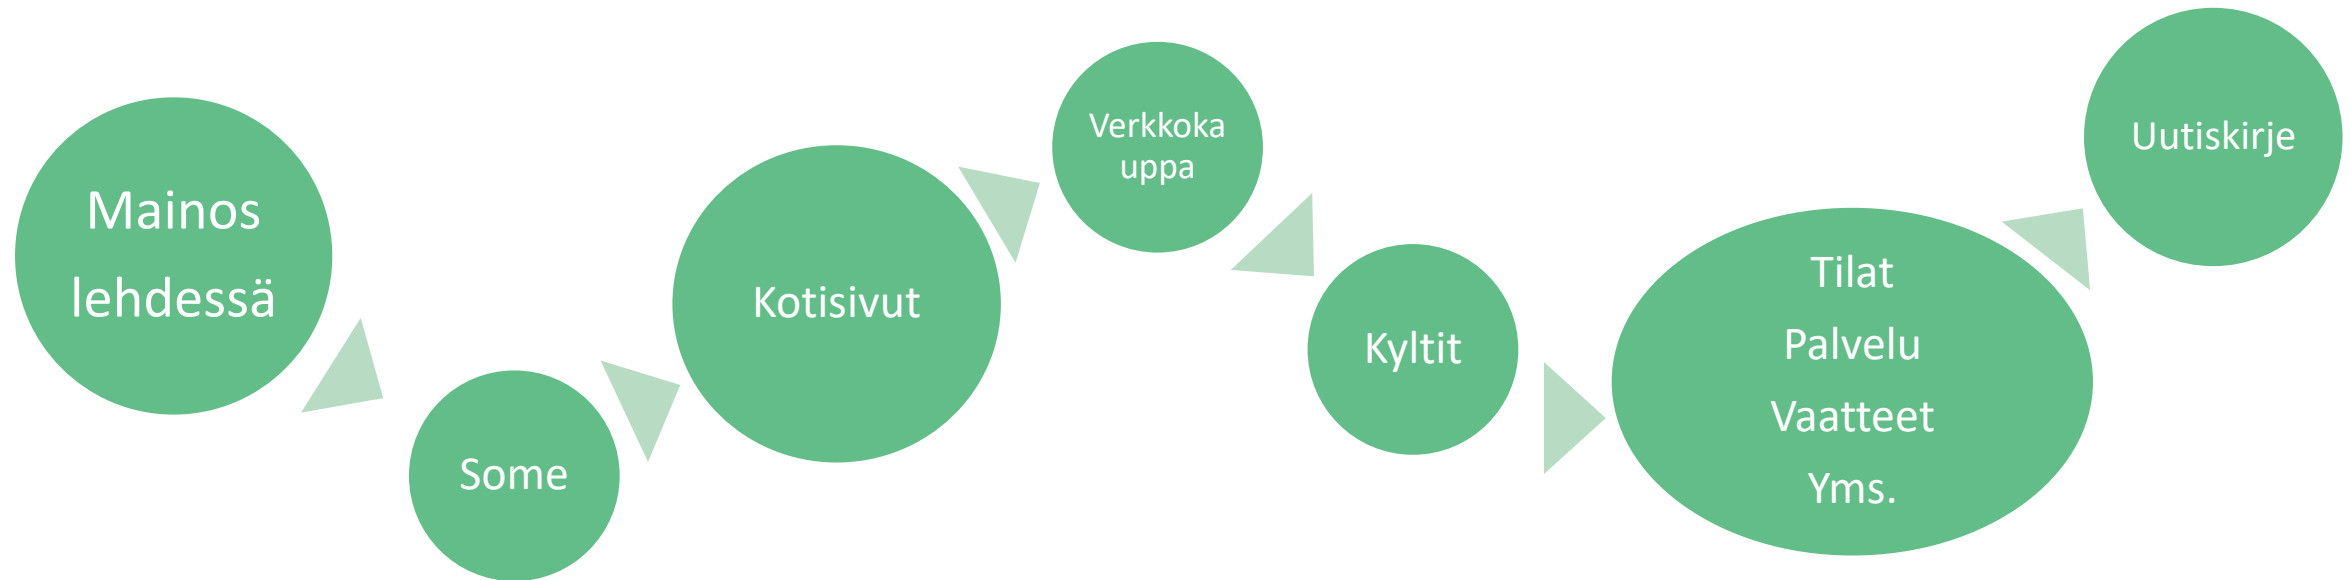 Mainos
lehdessä
Some
Kotisivut
Verkkoka
uppa
Kyltit
Tilat
Palvelu
Vaatteet
Yms.
Uutiskirje